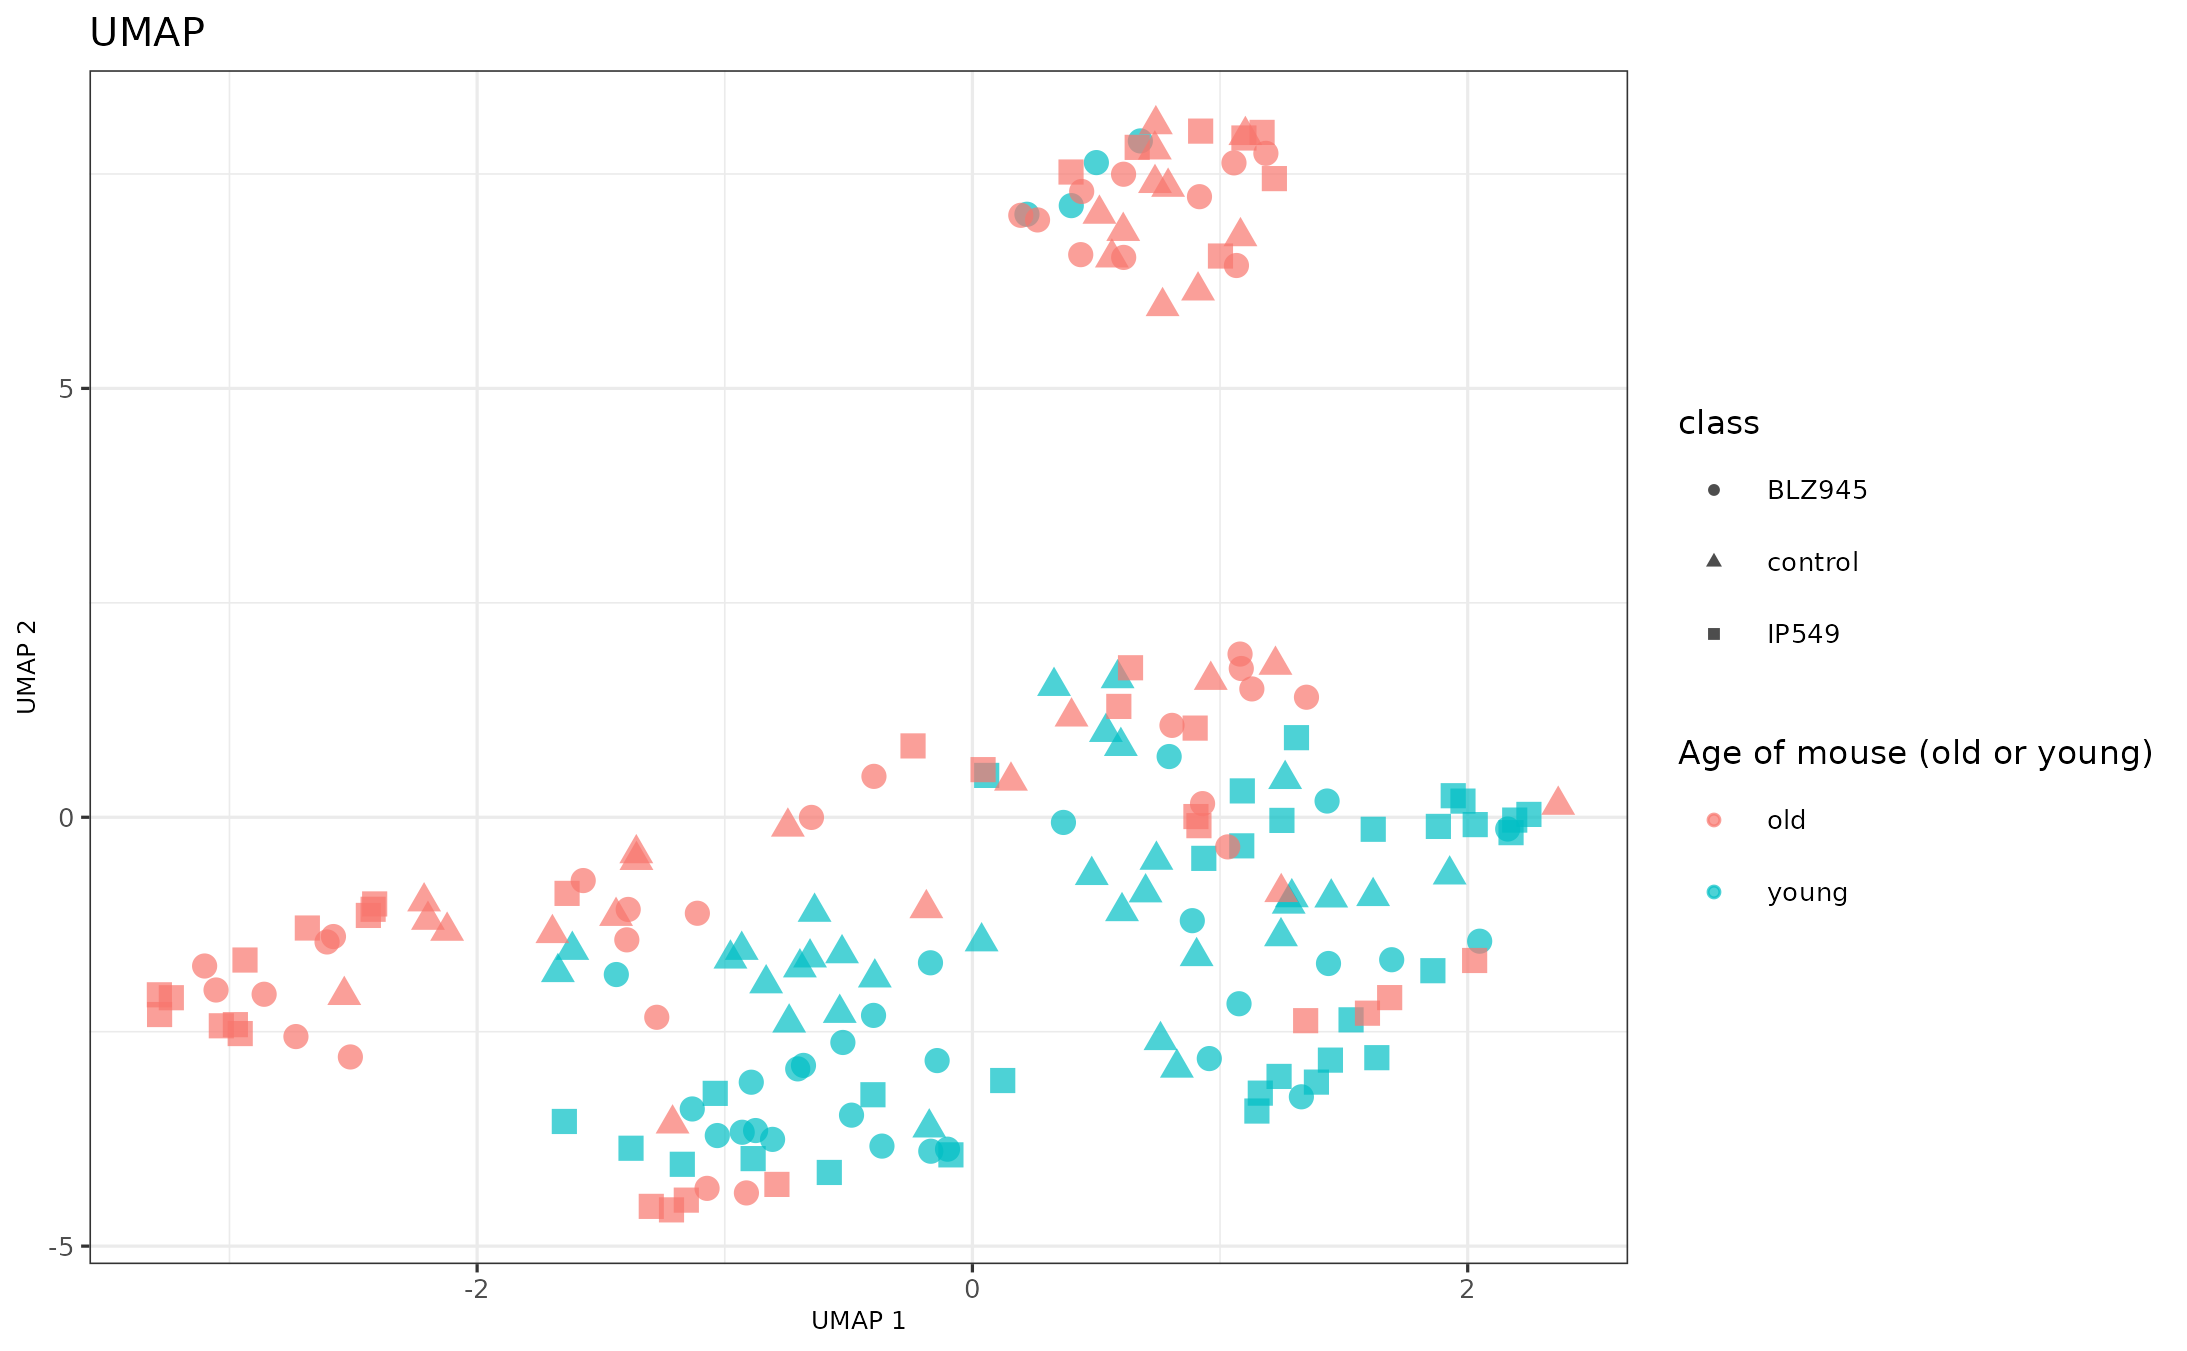 UMAP
5
0
-5
UMAP 2
-2
0
2
UMAP 1
class
BLZ945
control
IP549
Age of mouse (old or young)
old
young